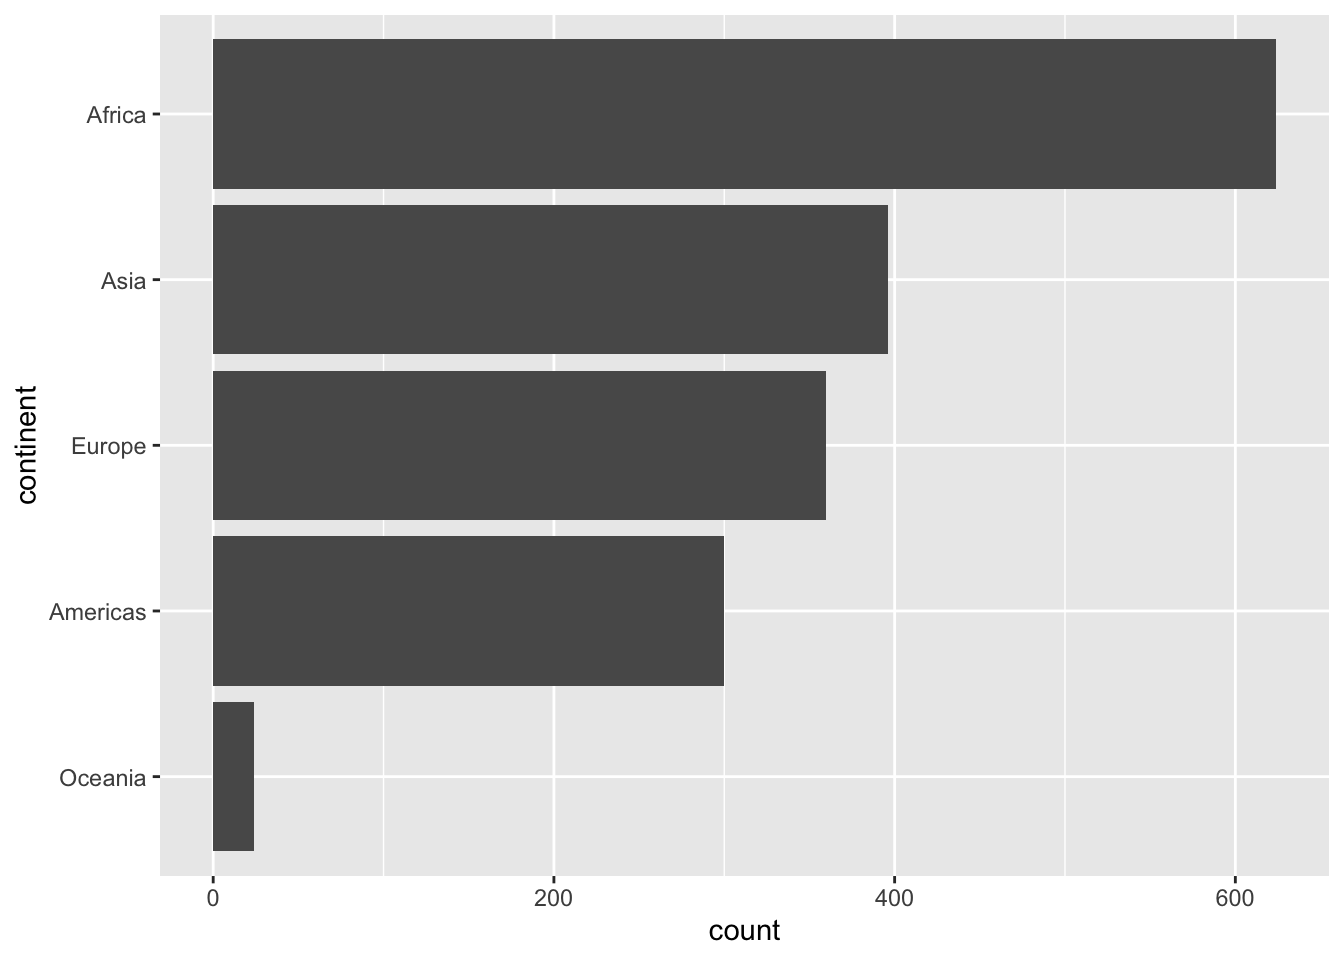 continent
Africa
Asia
Europe
Americas
Oceania
0 200 400 600
count